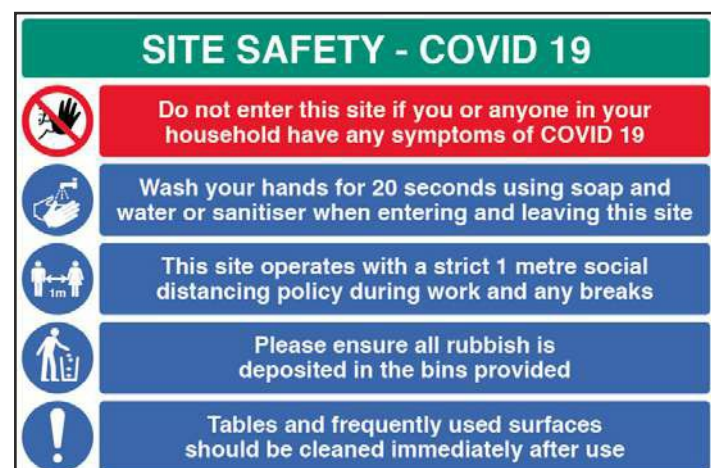 SITE SAFETY - COVID 19
Do not enter this site if you or anyone in your
household have any symptoms of COVID 19
Wash your hands for 20 seconds using soap and
water or sanitiser when entering and leaving this site
This site operates with a strict 1 metre social
distancing policy during work and any breaks
1m
Please ensure all rubbish is
deposited in the bins provided
Tables and frequently used surfaces
should be cleaned immediately after use